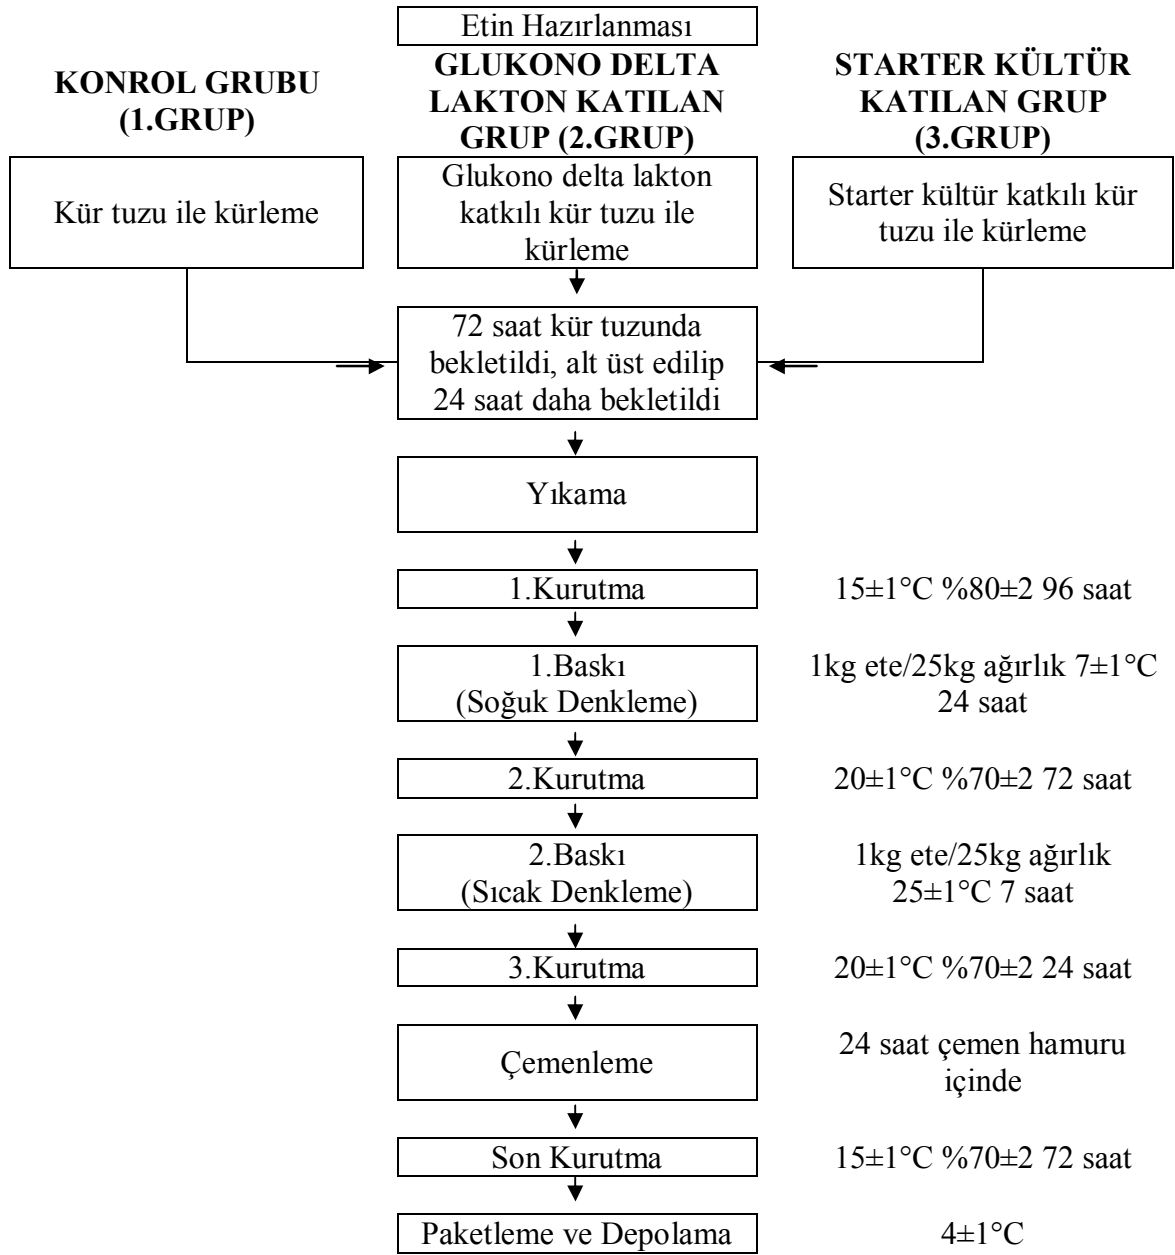 Etin Hazırlanması
KONROL GRUBU
(1.GRUP)
GLUKONO DELTA
LAKTON KATILAN
GRUP (2.GRUP)
STARTER KÜLTÜR
KATILAN GRUP
(3.GRUP)
Kür tuzu ile kürleme
Glukono delta lakton
katkılı kür tuzu ile
kürleme
Starter kültür katkılı kür
tuzu ile kürleme
72 saat kür tuzunda
bekletildi, alt üst edilip
24 saat daha bekletildi
Yıkama
1.Kurutma
15±1°C %80±2 96 saat
1.Baskı
(Soğuk Denkleme)
1kg ete/25kg ağırlık 7±1°C
24 saat
2.Kurutma
20±1°C %70±2 72 saat
2.Baskı
(Sıcak Denkleme)
1kg ete/25kg ağırlık
25±1°C 7 saat
3.Kurutma
20±1°C %70±2 24 saat
Çemenleme
24 saat çemen hamuru
içinde
Son Kurutma
15±1°C %70±2 72 saat
Paketleme ve Depolama
4±1°C